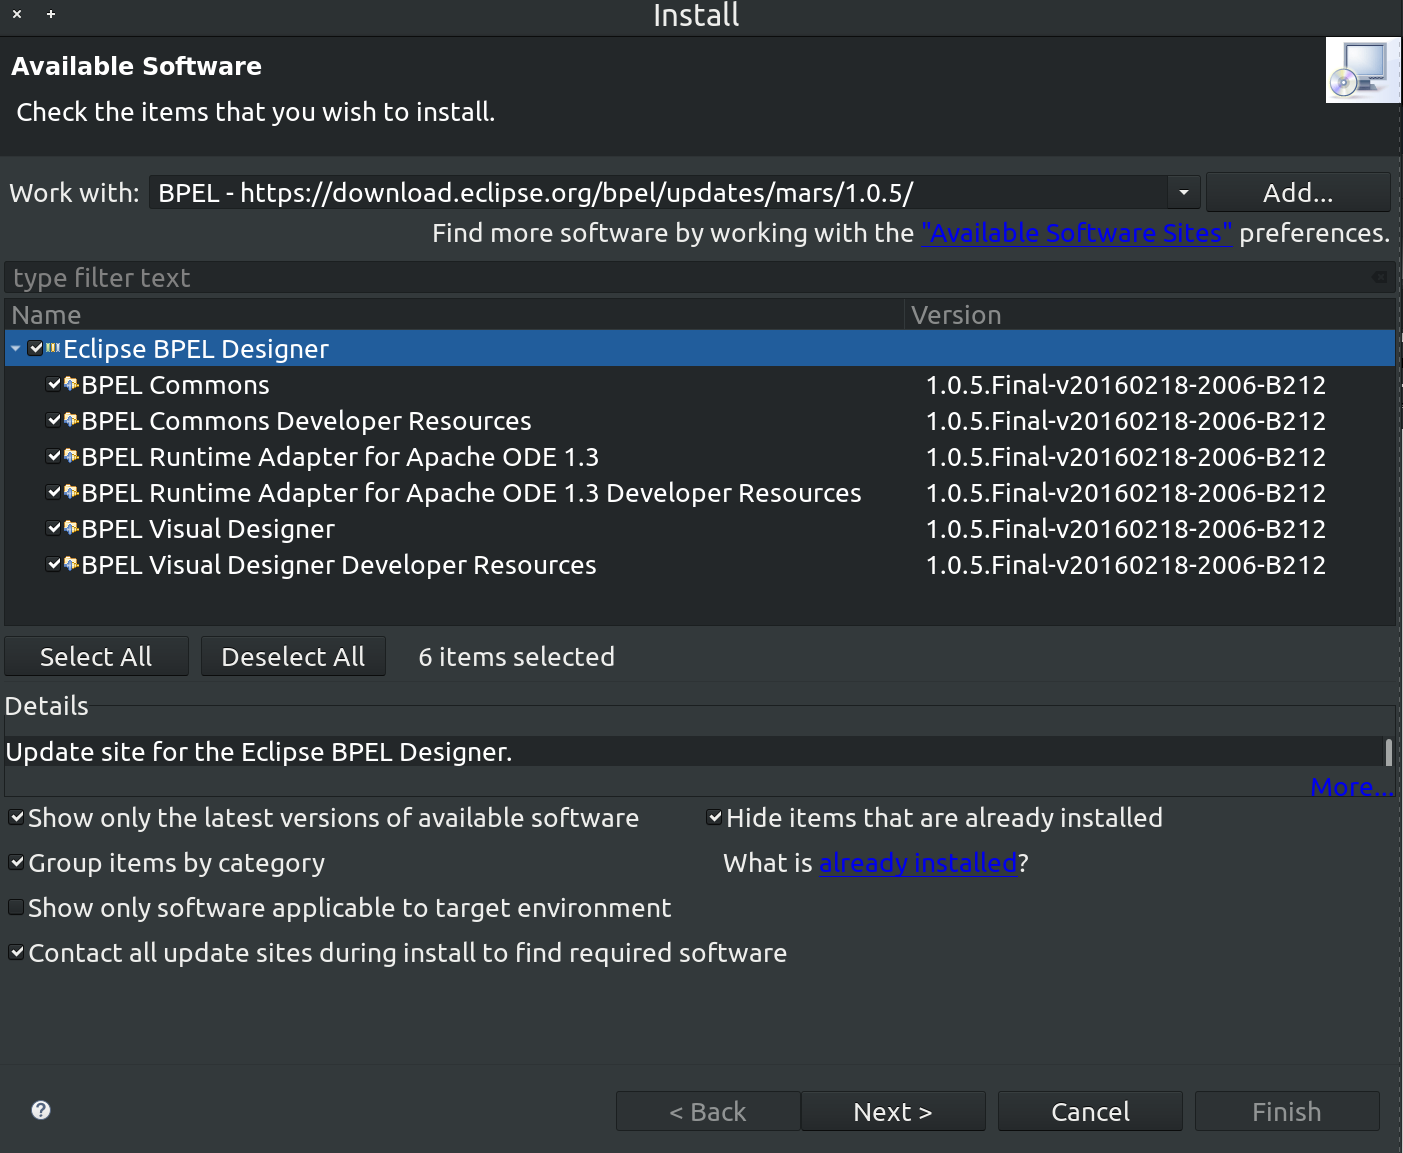 Install
Available Software
Check the items that you wish to install.
Work with: BPEL - https://download.eclipse.org/bpel/updates/mars/1.0.5/ Add...
Find more software by working with the "Available Software Sites" preferences.
type filter text
Name Version
Eclipse BPEL Designer
BPEL Commons 1.0.5.Final-v20160218-2006-B212
BPEL Commons Developer Resources 1.0.5.Final-v20160218-2006-B212
BPEL Runtime Adapter for Apache ODE 1.3 1.0.5.Final-v20160218-2006-B212
BPEL Runtime Adapter for Apache ODE 1.3 Developer Resources 1.0.5.Final-v20160218-2006-B212
BPEL Visual Designer 1.0.5.Final-v20160218-2006-B212
BPEL Visual Designer Developer Resources 1.0.5.Final-v20160218-2006-B212
Select All Deselect All 6 items selected
Details
Update site for the Eclipse BPEL Designer.
More...
Show only the latest versions of available software Hide items that are already installed
Group items by category What is already installed?
Show only software applicable to target environment
Contact all update sites during install to find required software
? < Back Next > Cancel Finish